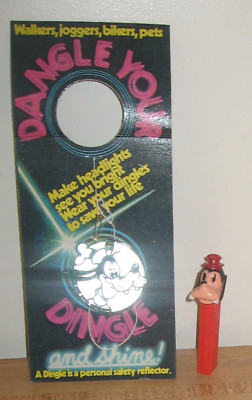 Walkers, joggers, bikers, pets
DANGLE YOUR
Make headlights
see you bright
Wear your dingle's
to save your life
DINGLE
and shine!
A Dingle is a personal safety reflector.